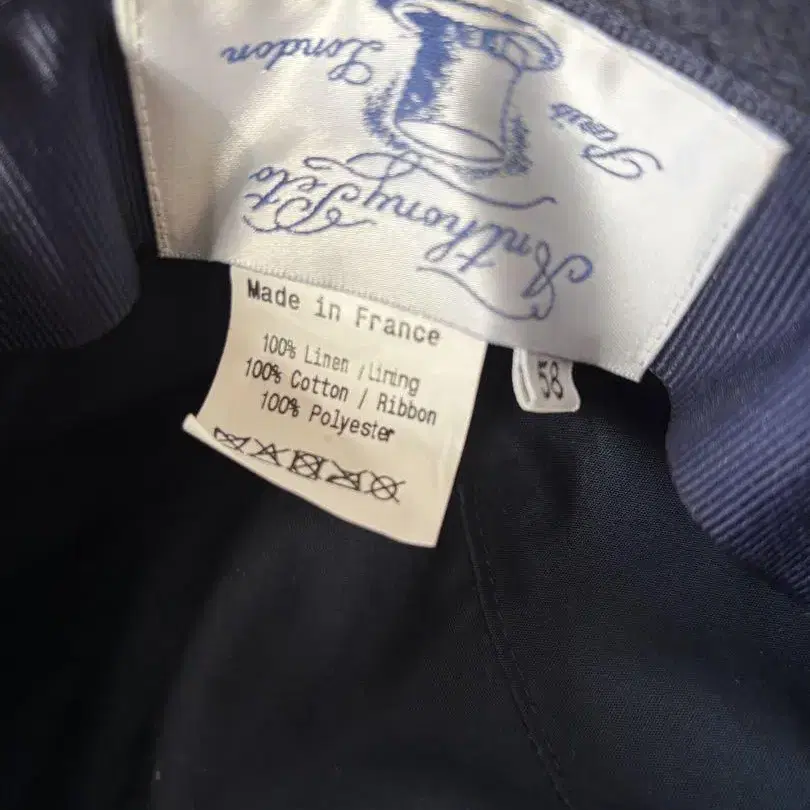 Anthony Peto
London
Paris
Made in France
100% Linen /Lining
100% Cotton / Ribbon
100% Polyester
58